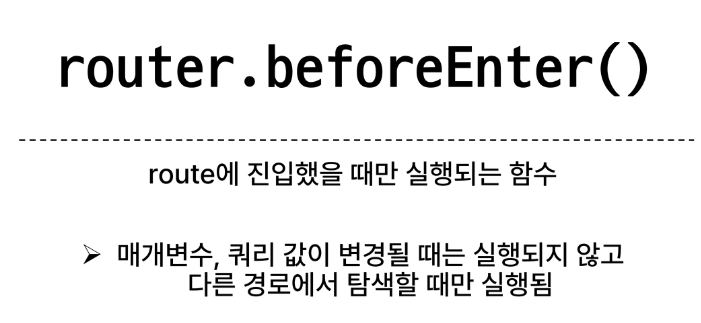 router.beforeEnter()
route에 진입했을 때만 실행되는 함수
➢ 매개변수, 쿼리 값이 변경될 때는 실행되지 않고
다른 경로에서 탐색할 때만 실행됨